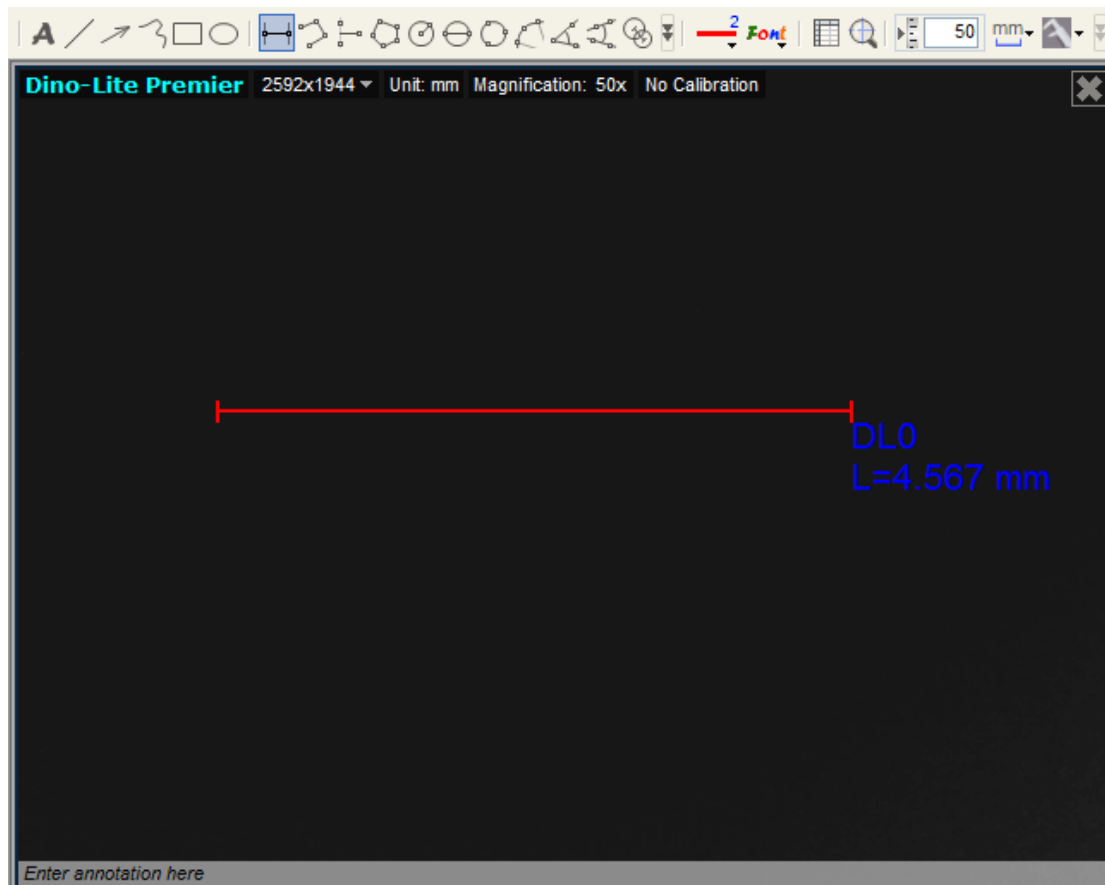 A 2 Font 50 mm
Dino-Lite Premier 2592x1944 Unit: mm Magnification: 50x No Calibration
DL0
L=4.567 mm
Enter annotation here